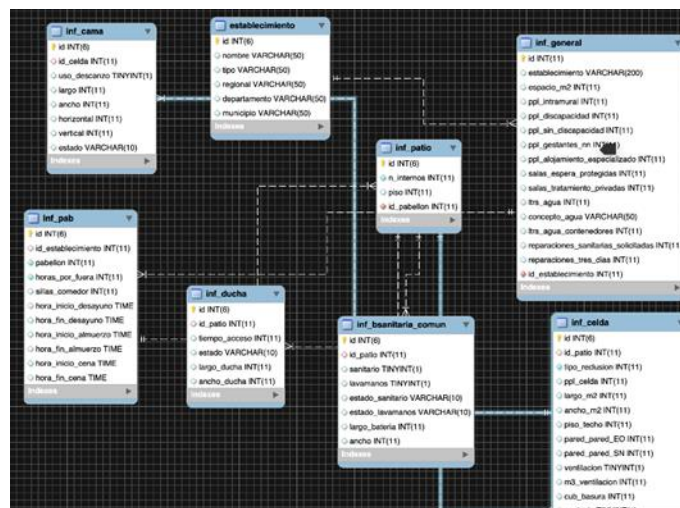 inf_cama
id INT(6)
id_celda INT(11)
uso_descanzo TINYINT(1)
largo INT(11)
ancho INT(11)
horizontal INT(11)
vertical INT(11)
estado VARCHAR(10)
Indexes
establecimiento
id INT(6)
nombre VARCHAR(50)
tipo VARCHAR(50)
regional VARCHAR(50)
departamento VARCHAR(50)
municipio VARCHAR(50)
Indexes
inf_general
id INT(11)
establecimiento VARCHAR(200)
espacio_m2 INT(11)
ppl_intramural INT(11)
ppl_discapacidad INT(11)
ppl_sin_discapacidad INT(11)
ppl_gestantes_nn
ppl_alojamiento_especializado INT(11)
salas_espera_protegidas INT(11)
salas_tratamiento_privadas INT(11)
ltrs_agua INT(11)
concepto_agua VARCHAR(50)
ltrs_agua_contenedores INT(11)
reparaciones_sanitarias_solicitadas INT(11
reparaciones_tres_dias INT(11)
id_establecimiento INT(11)
Indexes
inf_patio
id INT(6)
n_internos INT(11)
piso INT(11)
id_pabellon INT(11)
Indexes
inf_pab
id INT(6)
id_establecimiento INT(11)
pabellon INT(11)
horas_por_fuera INT(11)
sillas_comedor INT(11)
hora_inicio_desayuno TIME
hora_fin_desayuno TIME
hora_inicio_almuerzo TIME
hora_fin_almuerzo TIME
hora_inicio_cena TIME
hora_fin_cena TIME
Indexes
inf_ducha
id INT(6)
id_patio INT(11)
tiempo_acceso INT(11)
estado VARCHAR(10)
largo_ducha INT(11)
ancho_ducha INT(11)
Indexes
inf_bsanitaria_comun
id INT(6)
id_patio INT(11)
sanitario TINYINT(1)
lavamanos TINYINT(1)
estado_sanitario VARCHAR(10)
estado_lavamanos VARCHAR(10)
largo_bateria INT(11)
ancho INT(11)
Indexes
inf_celda
id INT(6)
id_patio INT(11)
tipo_reclusion INT(11)
ppl_celda INT(11)
largo_m2 INT(11)
ancho_m2 INT(11)
piso_techo INT(11)
pared_pared_EO INT(11)
pared_pared_SN INT(11)
ventilacion TINYINT(1)
m3_ventilacion INT(11)
cub_basura INT(11)